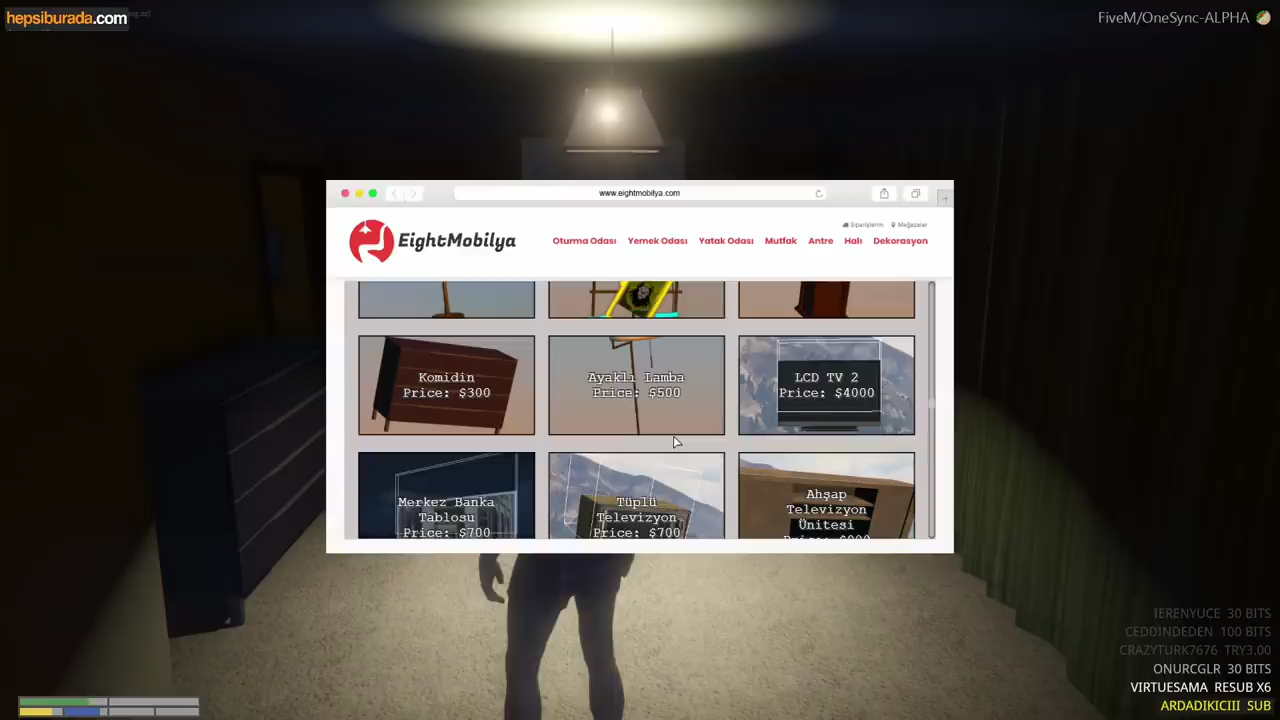 hepsiburada.com
FiveM/OneSync-ALPHA
www.eightmobilya.com
EightMobilya
Siparişlerim Mağazalar
Oturma Odası Yemek Odası Yatak Odası Mutfak Antre Halı Dekorasyon
Komidin
Price: $300
Ayaklı Lamba
Price: $500
LCD TV 2
Price: $4000
Merkez Banka
Tablosu
Price: $700
Tüplü
Televizyon
Price: $700
Ahşap
Televizyon
Ünitesi
IERENYUCE 30 BITS
CEDDINDEDEN 100 BITS
CRAZYTURK7676 TRY3.00
ONURCGLR 30 BITS
VIRTUESAMA RESUB X6
ARDADIKICIII SUB